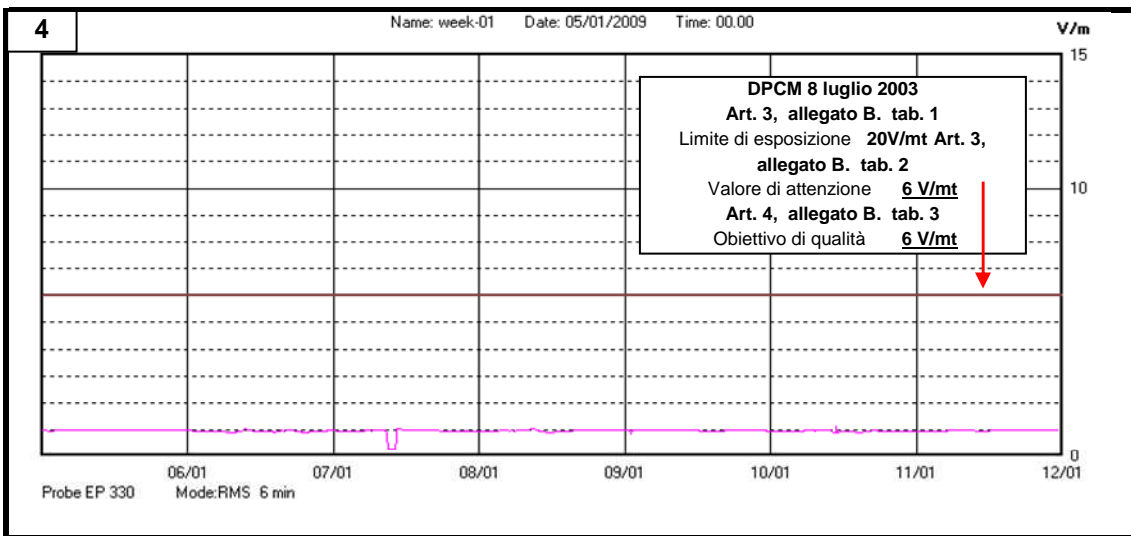 4
Name: week-01 Date: 05/01/2009 Time: 00.00
V/m
15
DPCM 8 luglio 2003
Art. 3, allegato B. tab. 1
Limite di esposizione 20V/mt Art. 3,
allegato B. tab. 2
Valore di attenzione 6 V/mt
Art. 4, allegato B. tab. 3
Obiettivo di qualità 6 V/mt
10
0
06/01 07/01 08/01 09/01 10/01 11/01 12/01
Probe EP 330 Mode:RMS 6 min